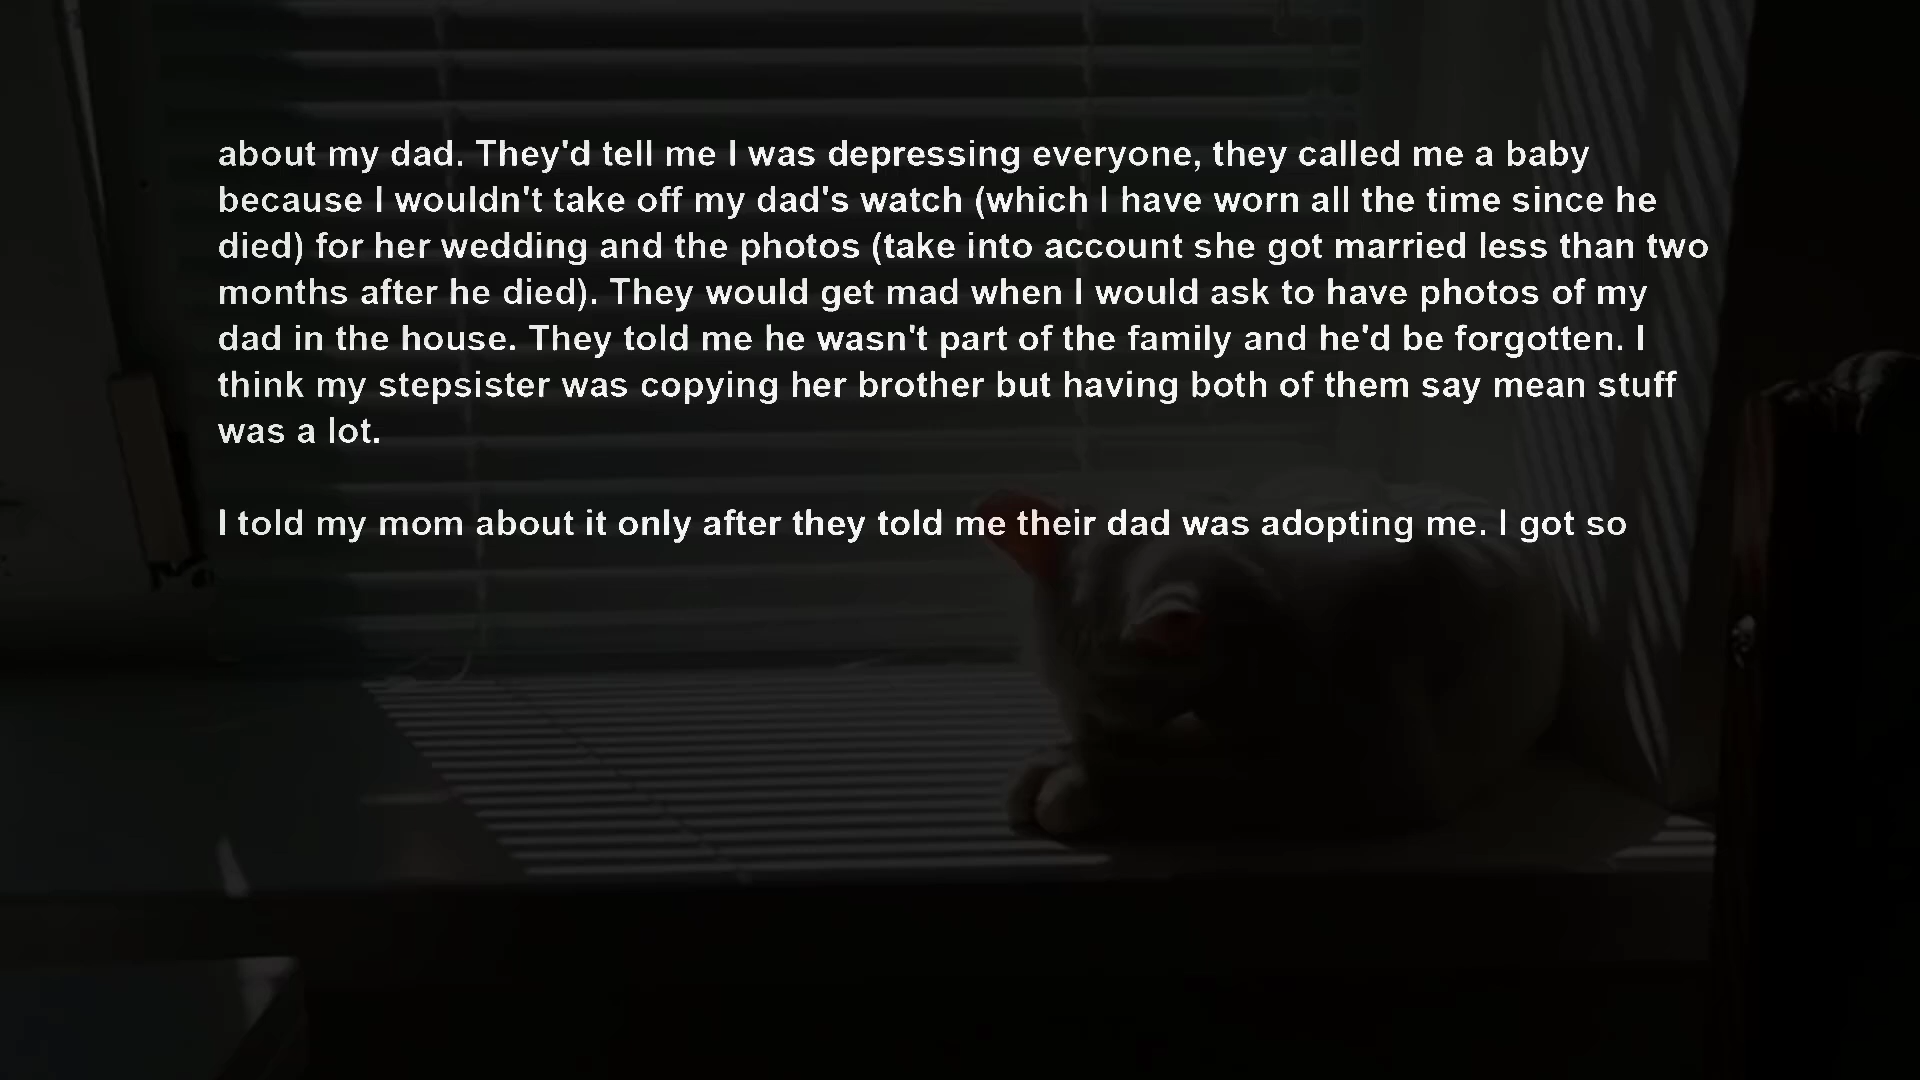 about my dad. They'd tell me I was depressing everyone, they called me a baby
because I wouldn't take off my dad's watch (which I have worn all the time since he
died) for her wedding and the photos (take into account she got married less than two
months after he died). They would get mad when I would ask to have photos of my
dad in the house. They told me he wasn't part of the family and he'd be forgotten. I
think my stepsister was copying her brother but having both of them say mean stuff
was a lot.
I told my mom about it only after they told me their dad was adopting me. I got so